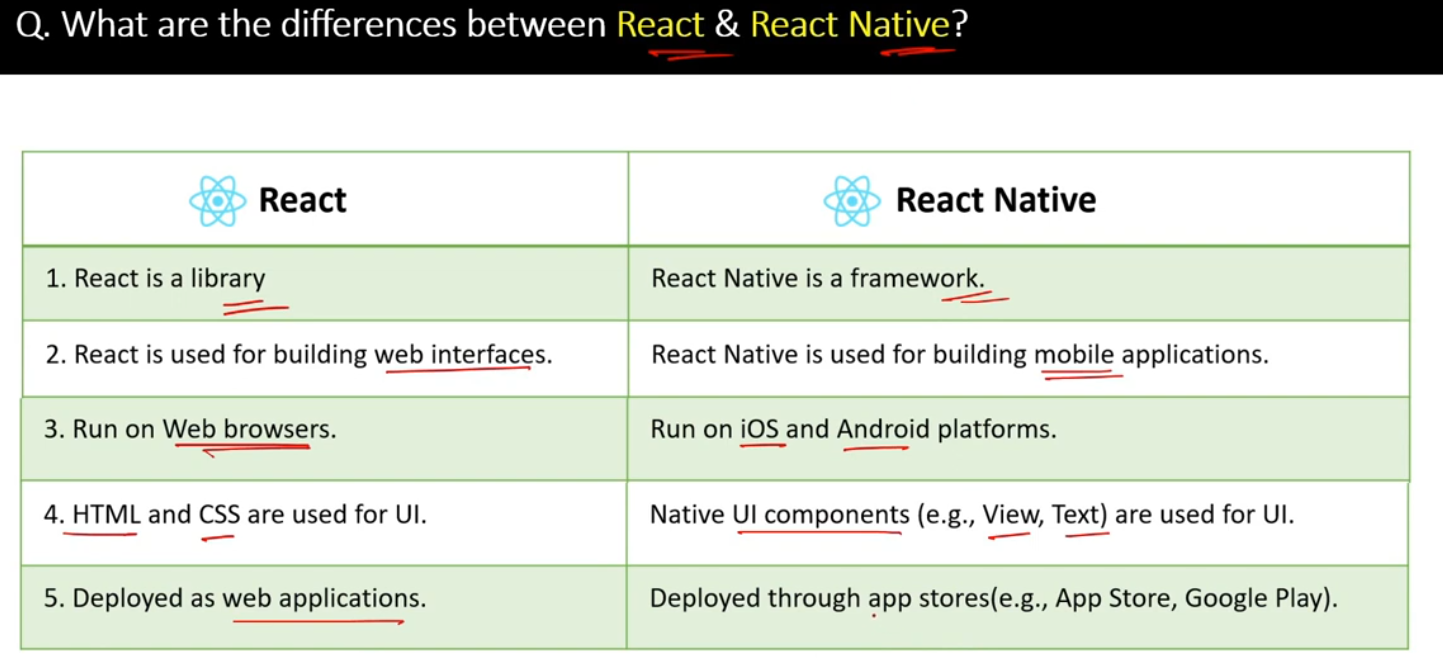 Q. What are the differences between React & React Native?
React
React Native
1. React is a library
React Native is a framework.
2. React is used for building web interfaces.
React Native is used for building mobile applications.
3. Run on Web browsers.
Run on iOS and Android platforms.
4. HTML and CSS are used for UI.
Native UI components (e.g., View, Text) are used for UI.
5. Deployed as web applications.
Deployed through app stores(e.g., App Store, Google Play).